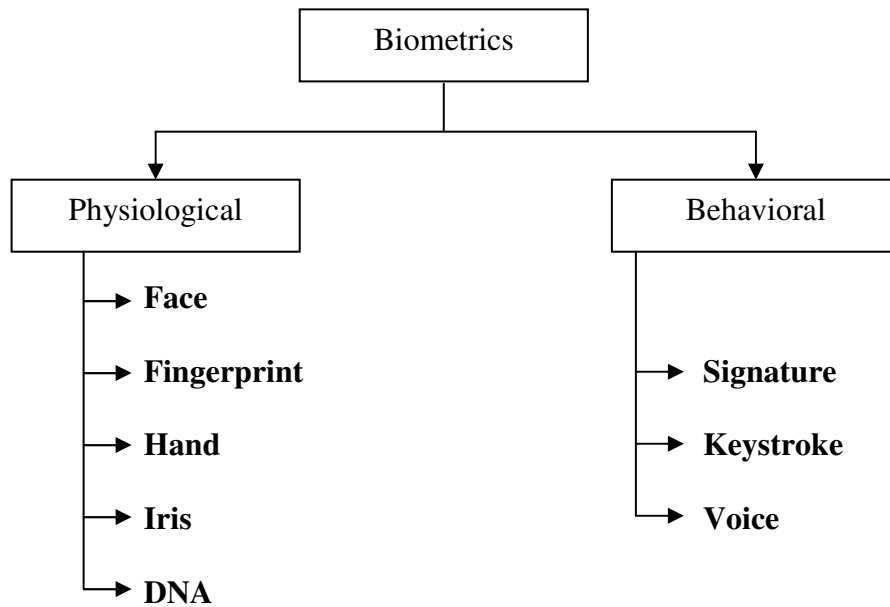 Biometrics
Physiological
Behavioral
Face
Fingerprint
Hand
Iris
DNA
Signature
Keystroke
Voice